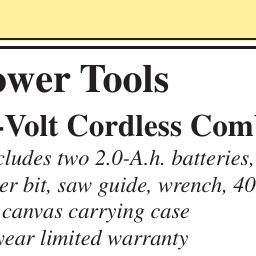 ower Tools
-Volt Cordless Com
cludes two 2.0-A.h. batteries,
er bit, saw guide, wrench, 40
canvas carrying case
year limited warranty